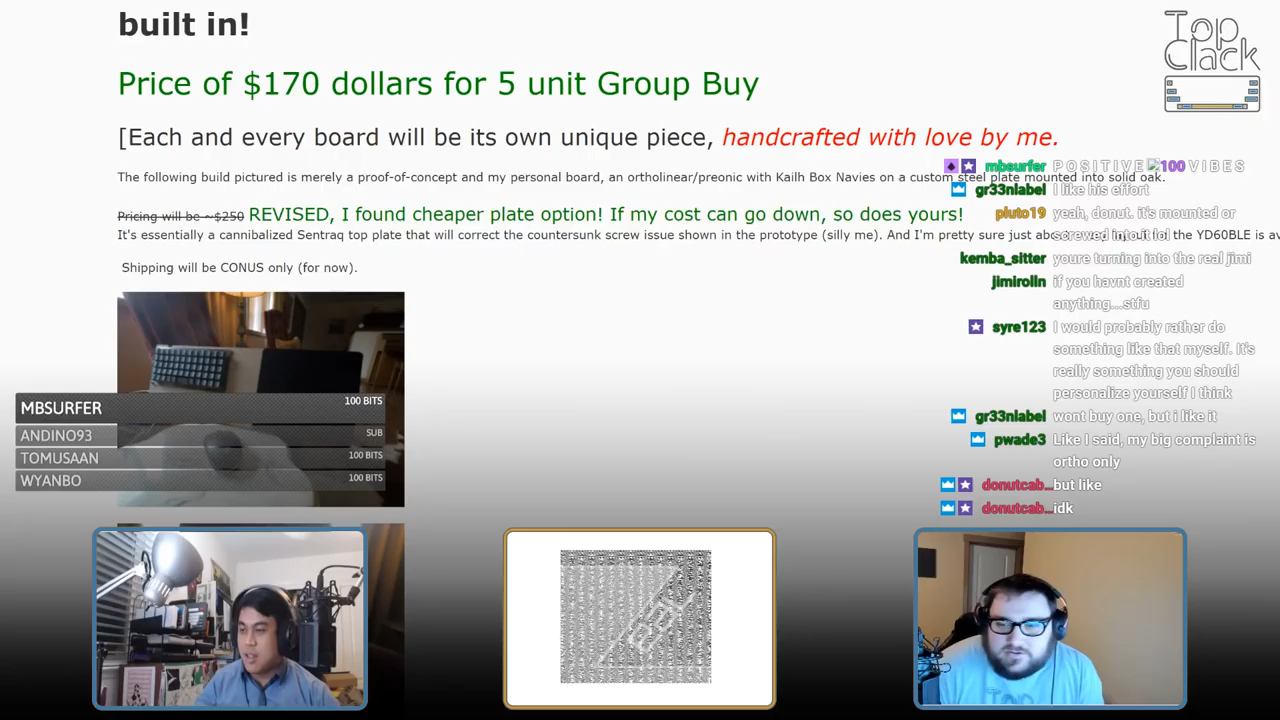 built in!
Price of $170 dollars for 5 unit Group Buy
[Each and every board will be its own unique piece, handcrafted with love by me.
The following build pictures insert by a proof-of-concept and my personal board, an ortholinear/preonic with Kailh Box Navies on a custom steel plate mounted into solid oak.
Pricing will be ~$250 REVISED, I found cheaper plate option! If my cost can go down, so does yours!
It's essentially a cannibalized Sentraq top plate that will correct the countersunk screw issue shown in the prototype (silly me). And I'm pretty sure just abo the YD60BLE is av
Shipping will be CONUS only (for now).
Top
Clack
mbsurfer P O S I T I V E 100 V I B E S
gr33nlabel I like his effort
pluto19 yeah, donut. it's mounted or
screwed into it lol
kemba_sitter youre turning into the real jimi
jimirolln if you havnt created
anything...stfu
syre123 I would probably rather do
something like that myself. It's
really something you should
personalize yourself I think
gr33nlabel wont buy one, but i like it
pwade3 Like I said, my big complaint is
ortho only
donutcab... but like
donutcab... idk
MBSURFER 100 BITS
ANDINO93 SUB
TOMUSAAN 100 BITS
WYANBO 100 BITS